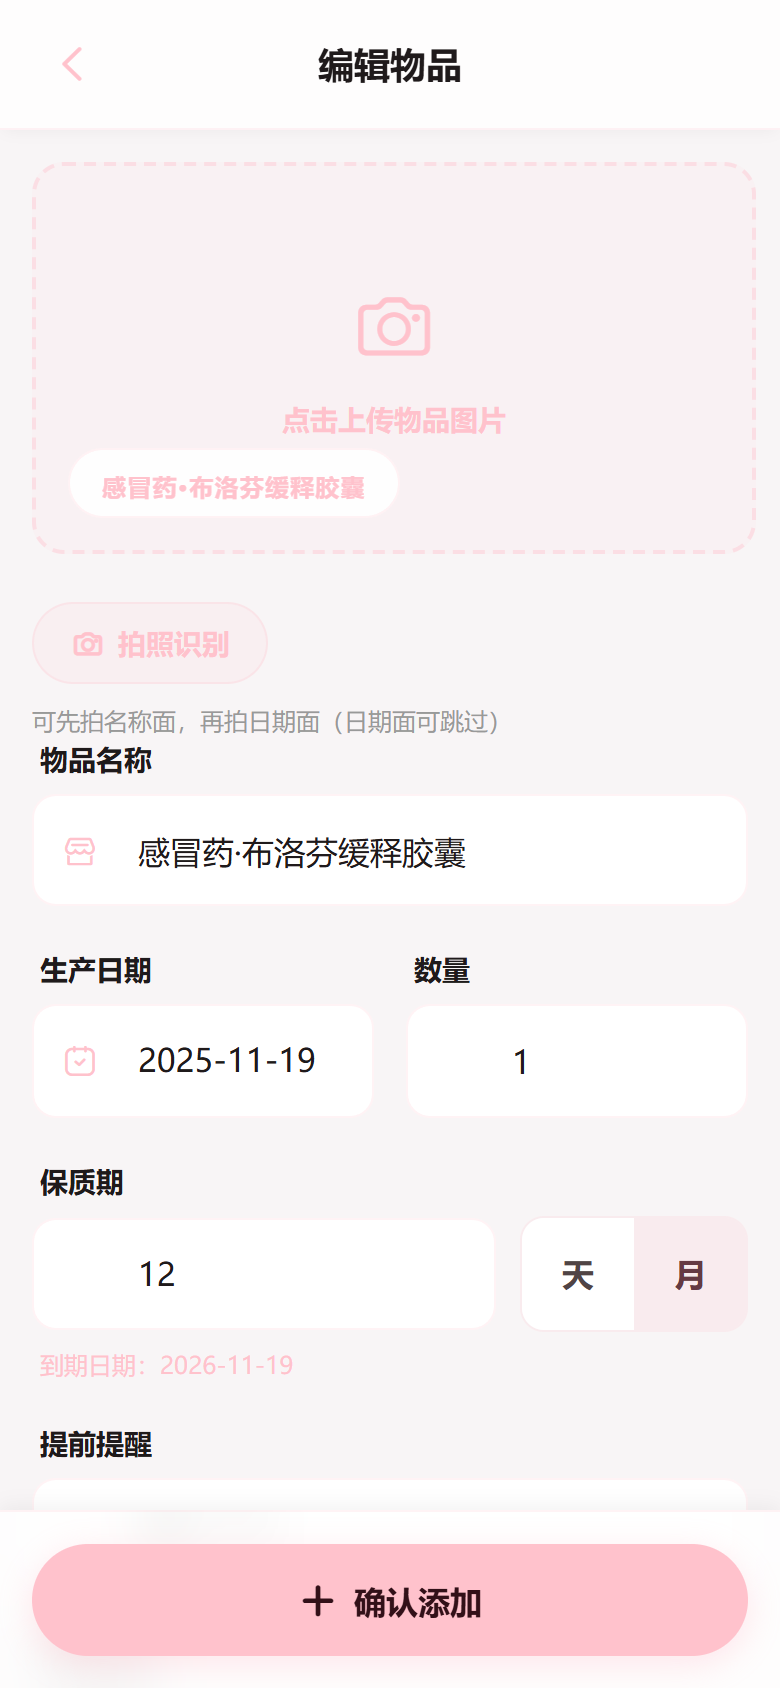 编辑物品
点击上传物品图片
感冒药·布洛芬缓释胶囊
拍照识别
可先拍名称面，再拍日期面（日期面可跳过）
物品名称
感冒药·布洛芬缓释胶囊
生产日期 数量
2025-11-19 1
保质期
12 天 月
到期日期：2026-11-19
提前提醒
+ 确认添加